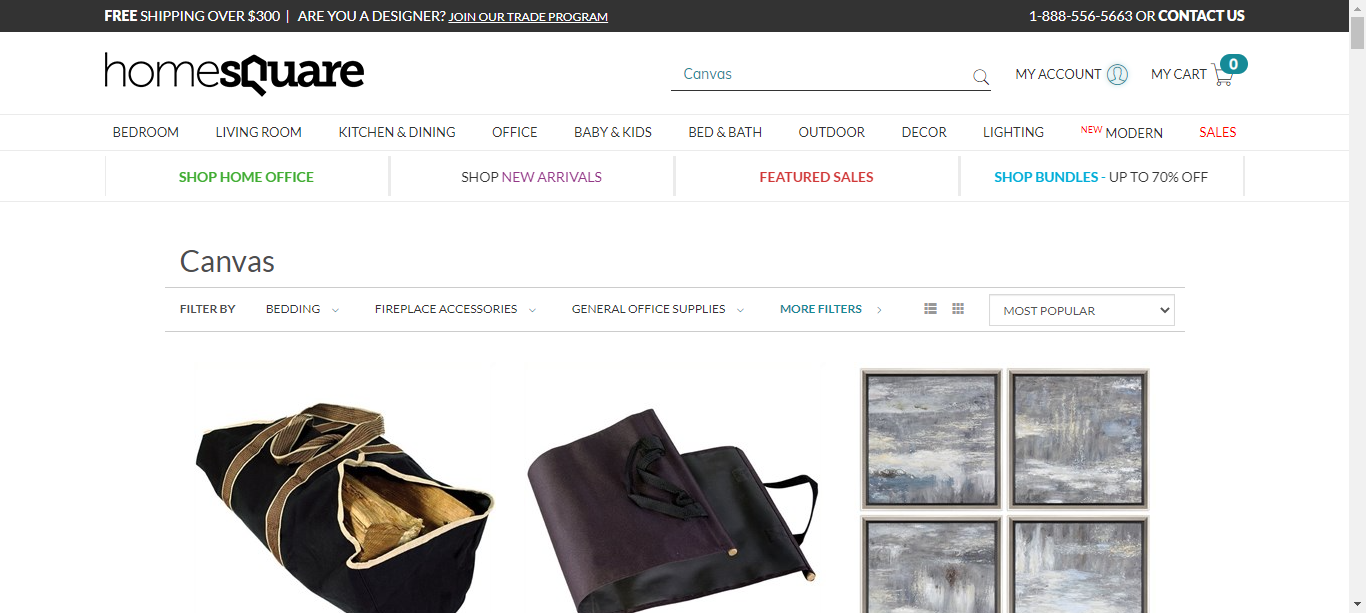 FREE SHIPPING OVER $300 | ARE YOU A DESIGNER? JOIN OUR TRADE PROGRAM
1-888-556-5663 OR CONTACT US
homesquare
Canvas
MY ACCOUNT
MY CART
0
BEDROOM
LIVING ROOM
KITCHEN & DINING
OFFICE
BABY & KIDS
BED & BATH
OUTDOOR
DECOR
LIGHTING
NEW MODERN
SALES
SHOP HOME OFFICE
SHOP NEW ARRIVALS
FEATURED SALES
SHOP BUNDLES - UP TO 70% OFF
Canvas
FILTER BY
BEDDING
FIREPLACE ACCESSORIES
GENERAL OFFICE SUPPLIES
MORE FILTERS
MOST POPULAR